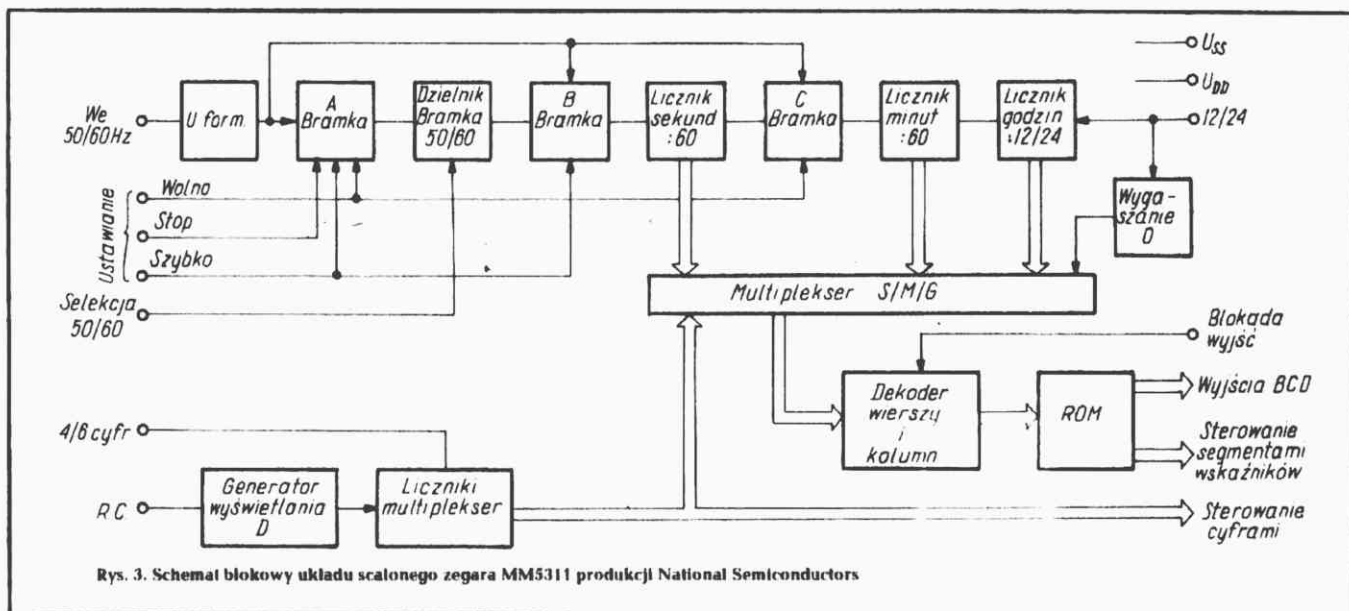 We
50/60Hz
U form.
A
Bramka
Dzielnik
Bramka
50/60
B
Bramka
Licznik
sekund
:60
C
Bramka
Licznik
minut
:60
Licznik
godzin
:12/24
USS
UDD
12/24
Ustawianie
Wolno
Stop
Szybko
Selekcja
50/60
Wyga-
szanie
0
Multiplekser S/M/G
Blokada
wyjść
Dekoder
wierszy
i
kolumn
ROM
Wyjścia BCD
Sterowanie
segmentami
wskaźników
4/6 cyfr
RC
Generator
wyświetlania
D
Liczniki
multiplekser
Sterowanie
cyframi
Rys. 3. Schemat blokowy układu scalonego zegara MM5311 produkcji National Semiconductors